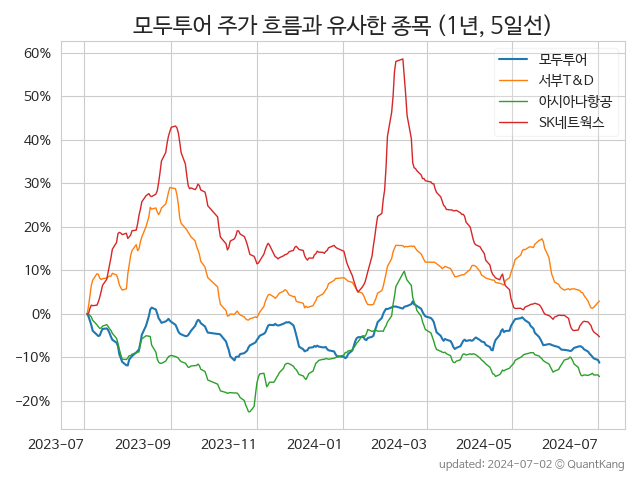 모두투어 주가 흐름과 유사한 종목 (1년, 5일선)
모두투어
서부T&D
아시아나항공
SK네트웍스
60%
50%
40%
30%
20%
10%
0%
−10%
−20%
2023-07
2023-09
2023-11
2024-01
2024-03
2024-05
2024-07
updated: 2024-07-02 © QuantKang